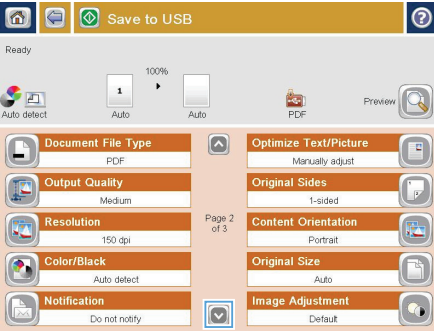 Save to USB
Ready
100%
1
Auto detect
Auto
Auto
PDF
Preview
Document File Type
PDF
Output Quality
Medium
Resolution
150 dpi
Color/Black
Auto detect
Notification
Do not notify
Page 2
of 3
Optimize Text/Picture
Manually adjust
Original Sides
1-sided
Content Orientation
Portrait
Original Size
Auto
Image Adjustment
Default